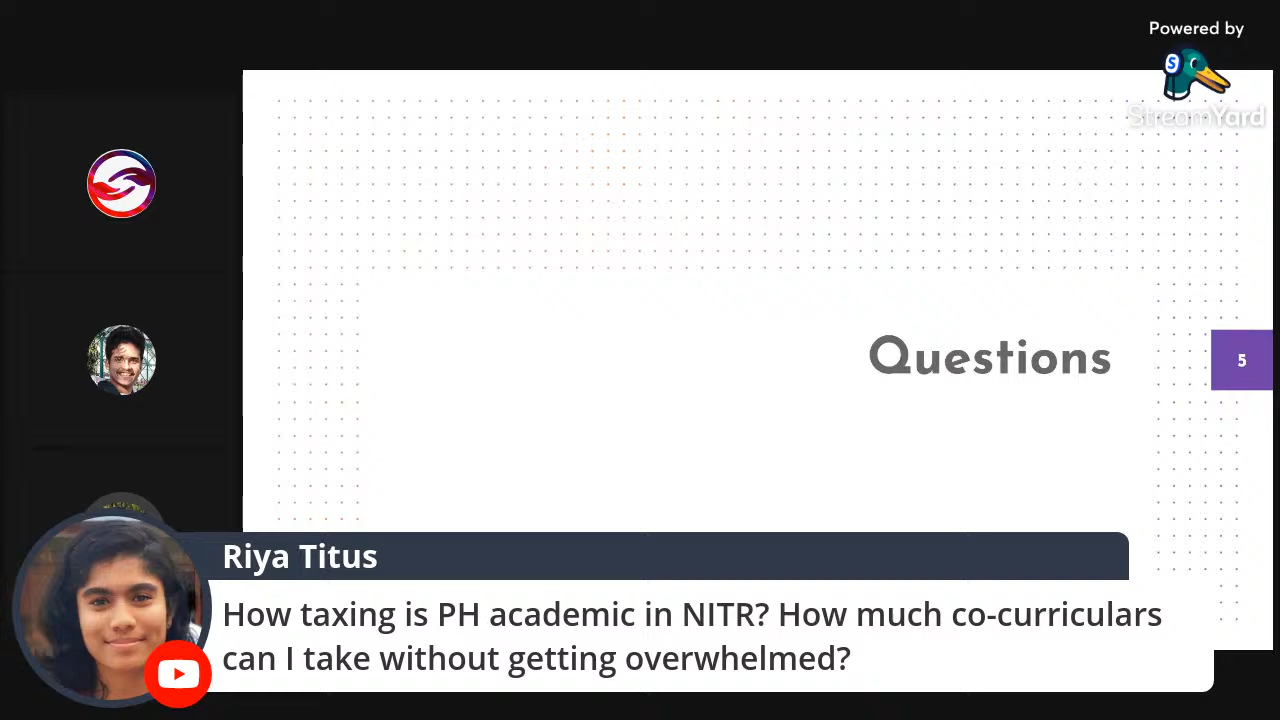 Powered by
S
StreamYard
Questions
5
Riya Titus
How taxing is PH academic in NITR? How much co-curriculars
can I take without getting overwhelmed?